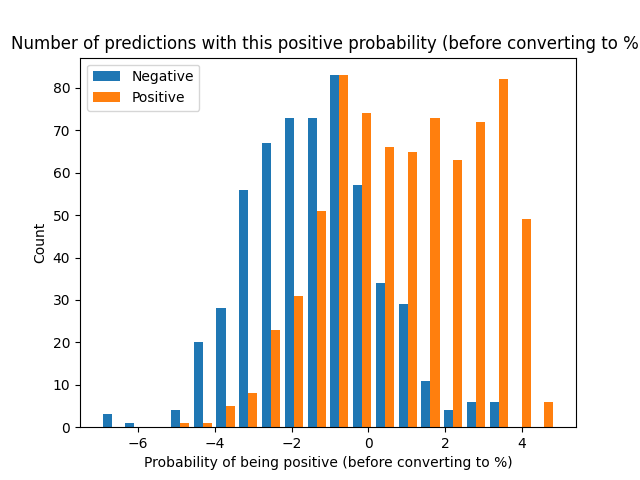 Number of predictions with this positive probability (before converting to %
Negative
Positive
80
70
60
50
40
30
20
10
0
Count
−6 −4 −2 0 2 4
Probability of being positive (before converting to %)